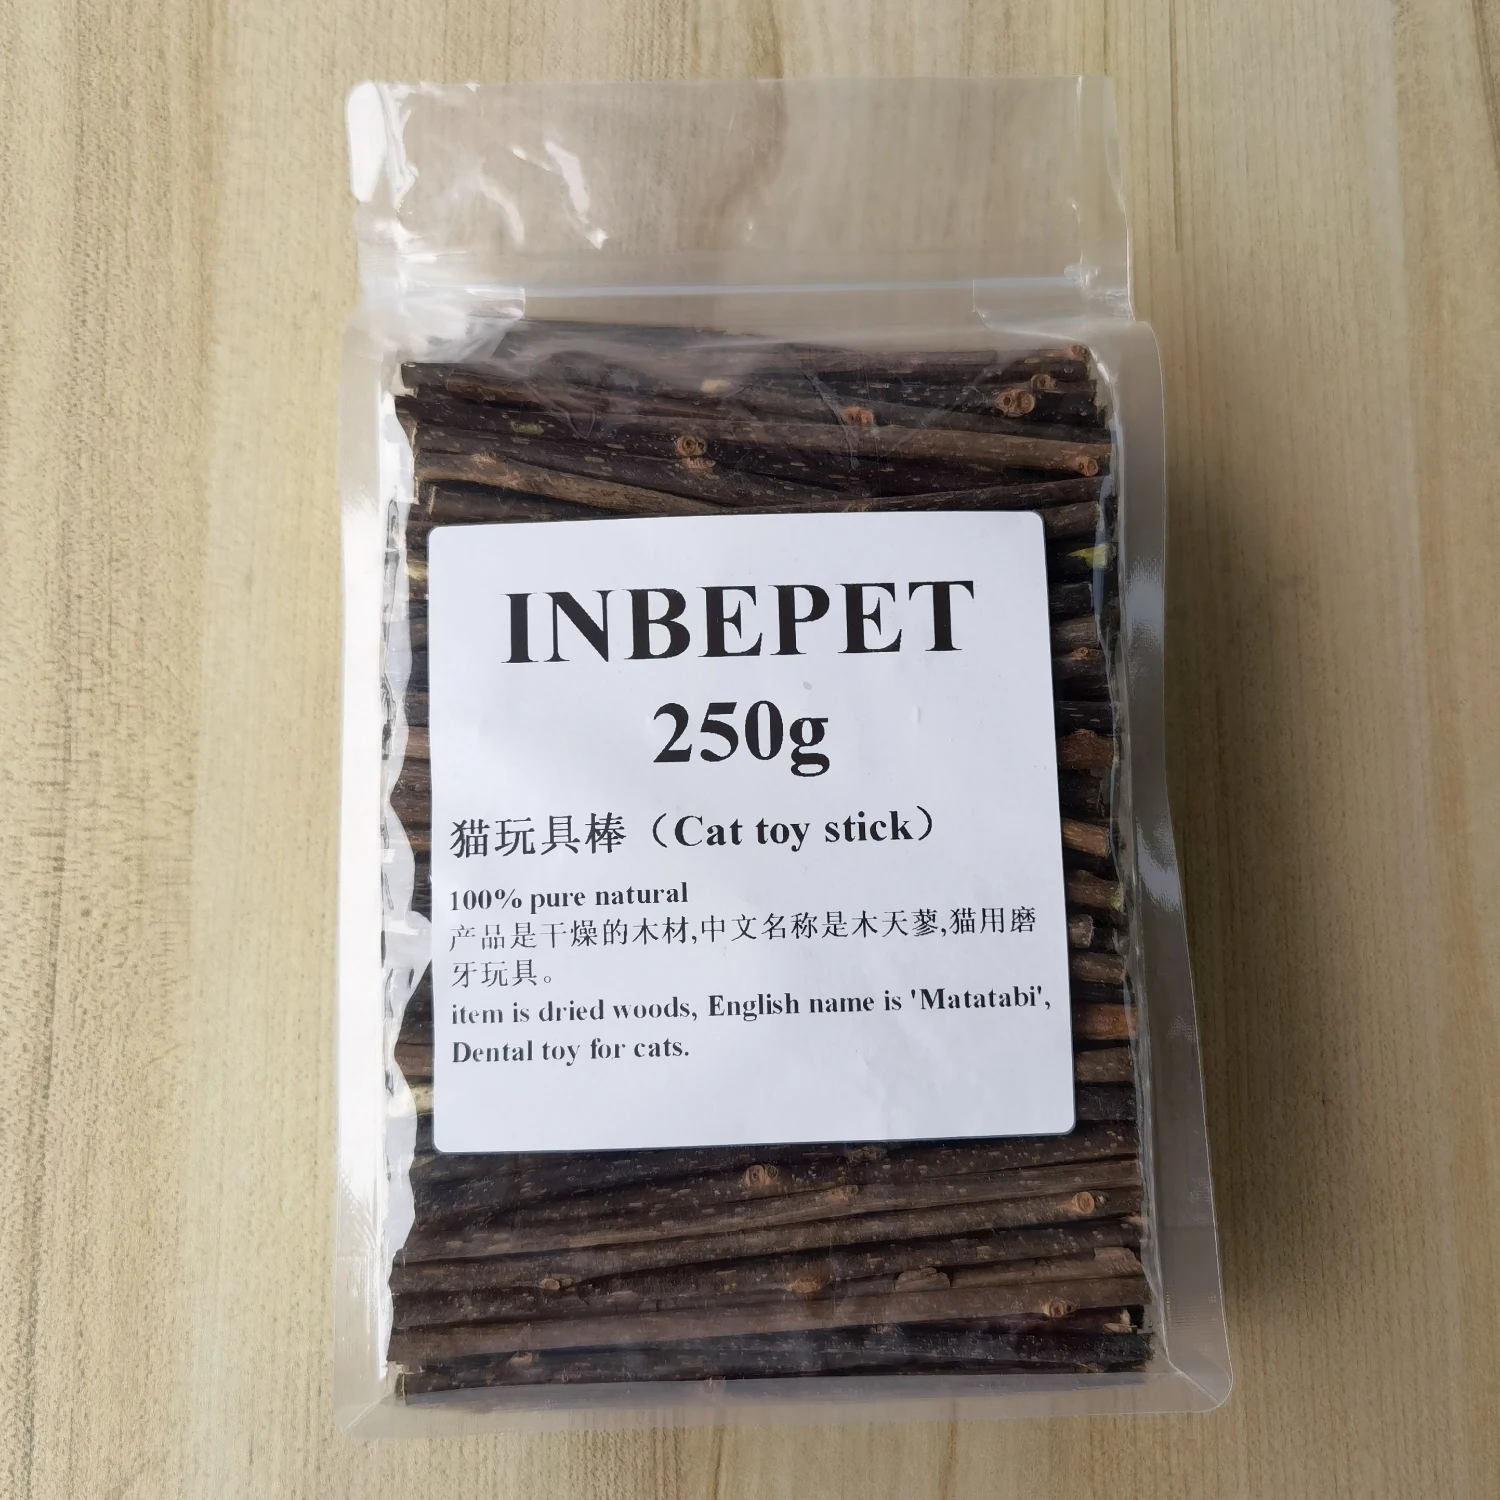 INBEPET
250g
猫玩具棒（Cat toy stick）
100% pure natural
产品是干燥的木材,中文名称是木天蓼,猫用磨
牙玩具。
item is dried woods, English name is 'Matatabi',
Dental toy for cats.